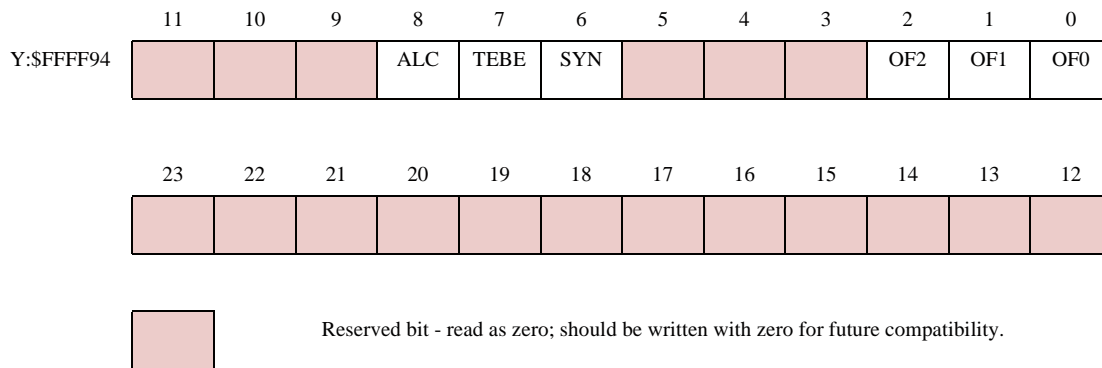 11 10 9 8 7 6 5 4 3 2 1 0
Y:$FFFF94 ALC TEBE SYN OF2 OF1 OF0
23 22 21 20 19 18 17 16 15 14 13 12
Reserved bit - read as zero; should be written with zero for future compatibility.